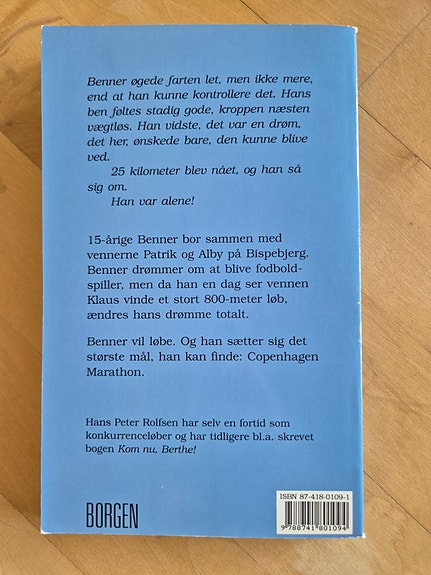 Benner øgede farten let, men ikke mere,
end at han kunne kontrollere det. Hans
ben føltes stadig gode, kroppen næsten
vægtløs. Han vidste, det var en drøm,
det her, ønskede bare, den kunne blive
ved.
25 kilometer blev nået, og han så
sig om.
Han var alene!
15-årige Benner bor sammen med
vennerne Patrik og Alby på Bispebjerg.
Benner drømmer om at blive fodbold-
spiller, men da han en dag ser vennen
Klaus vinde et stort 800-meter løb,
ændres hans drømme totalt.
Benner vil løbe. Og han sætter sig det
største mål, han kan finde: Copenhagen
Marathon.
Hans Peter Rolfsen har selv en fortid som
konkurrenceløber og har tidligere bl.a. skrevet
bogen Kom nu, Berthe!
ISBN 87-418-0109-1
9 788741 801094
BORGEN